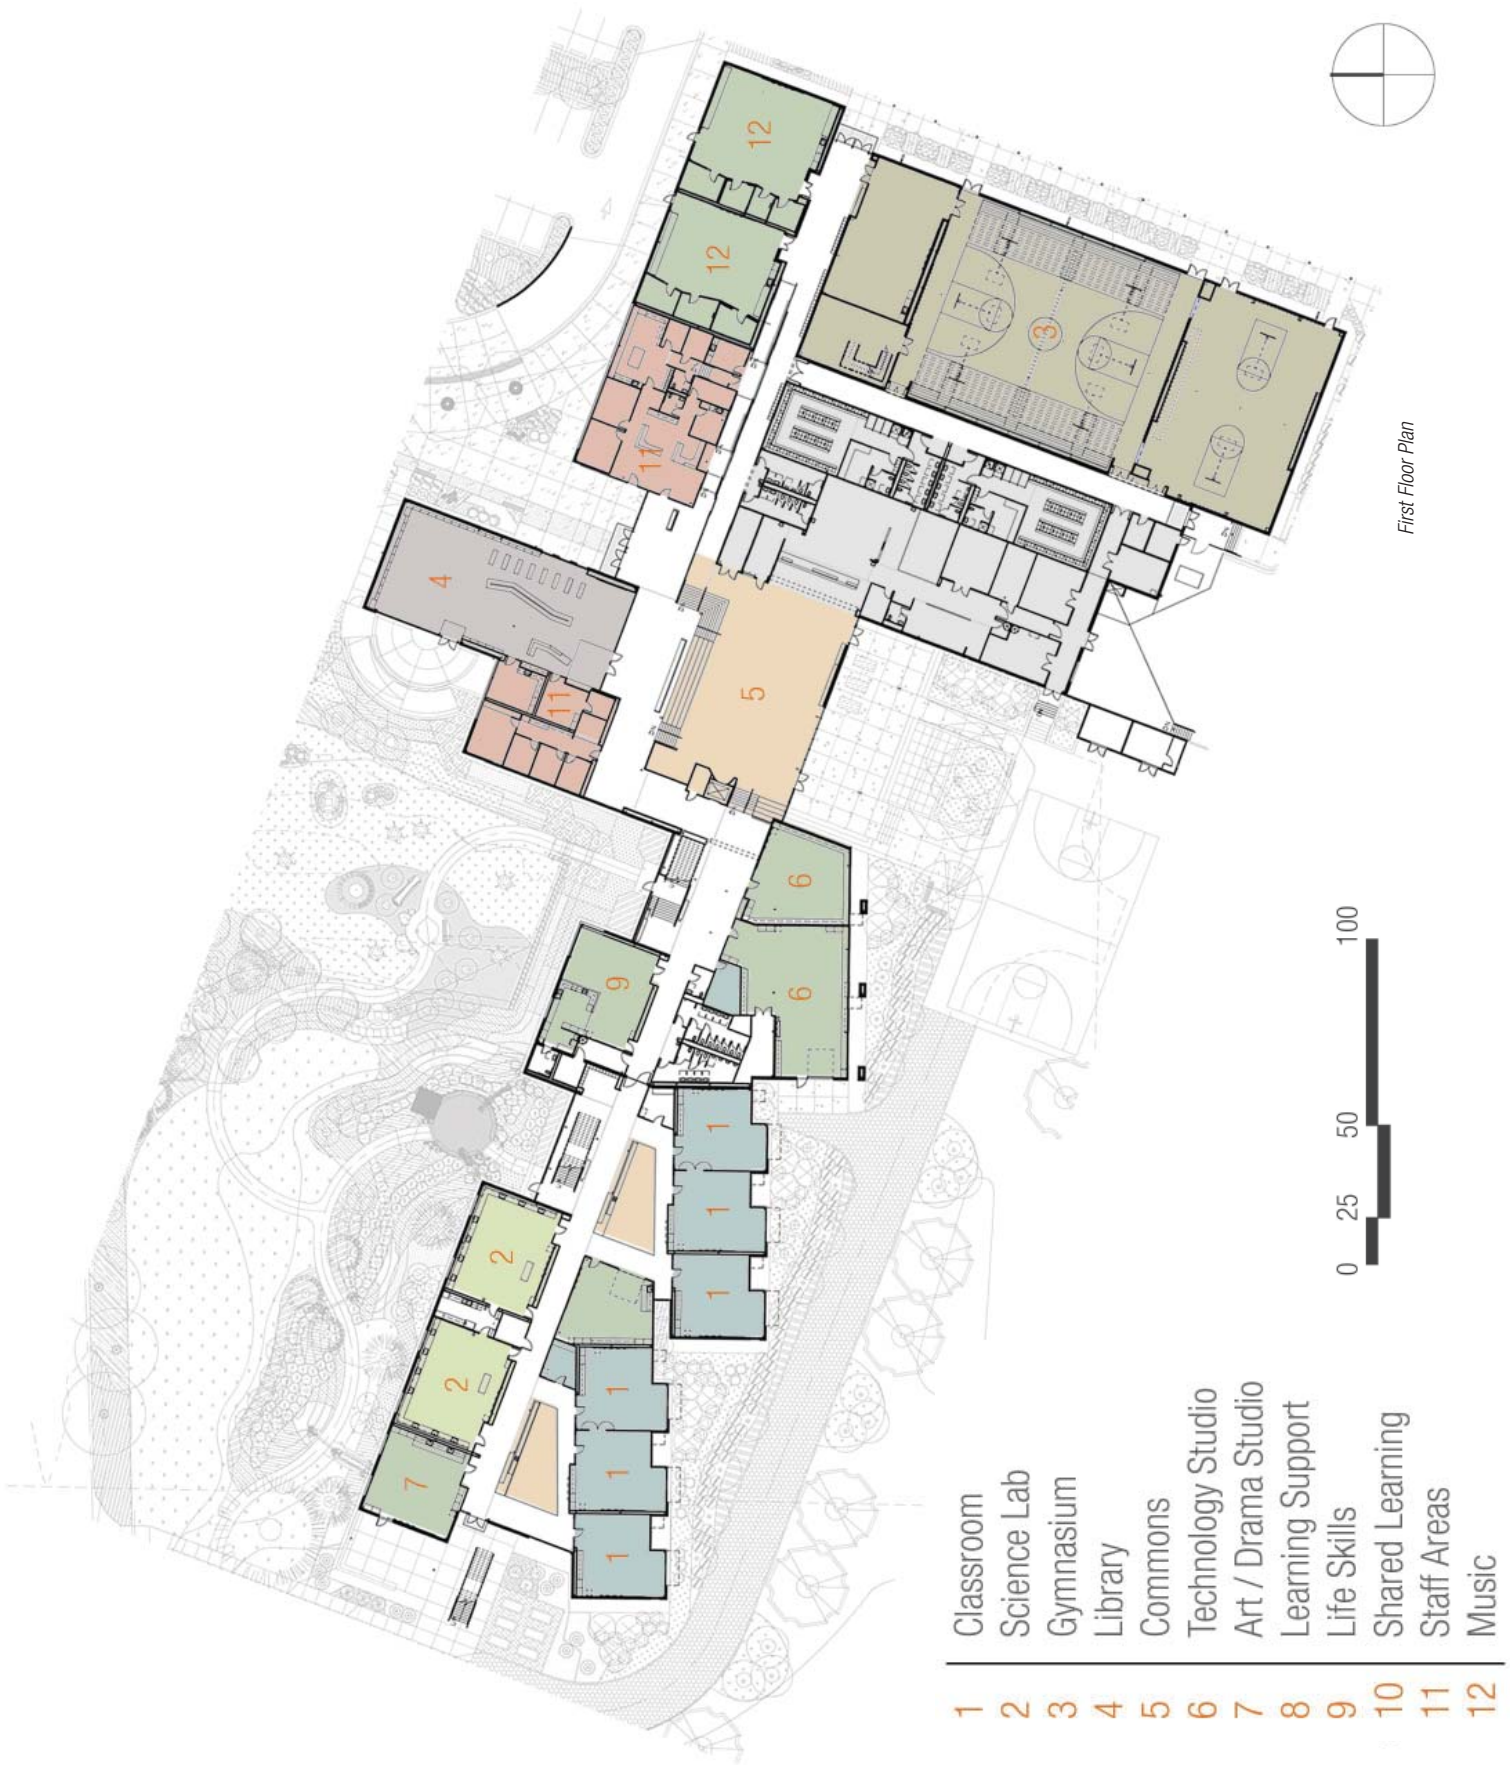 7
4
2
2
11
1
1
1
9
11
1
1
1
12
5
12
6
6
3
1 Classroom
2 Science Lab
3 Gymnasium
4 Library
5 Commons
6 Technology Studio
7 Art / Drama Studio
8 Learning Support
9 Life Skills
10 Shared Learning
11 Staff Areas
12 Music
0 25 50 100
First Floor Plan